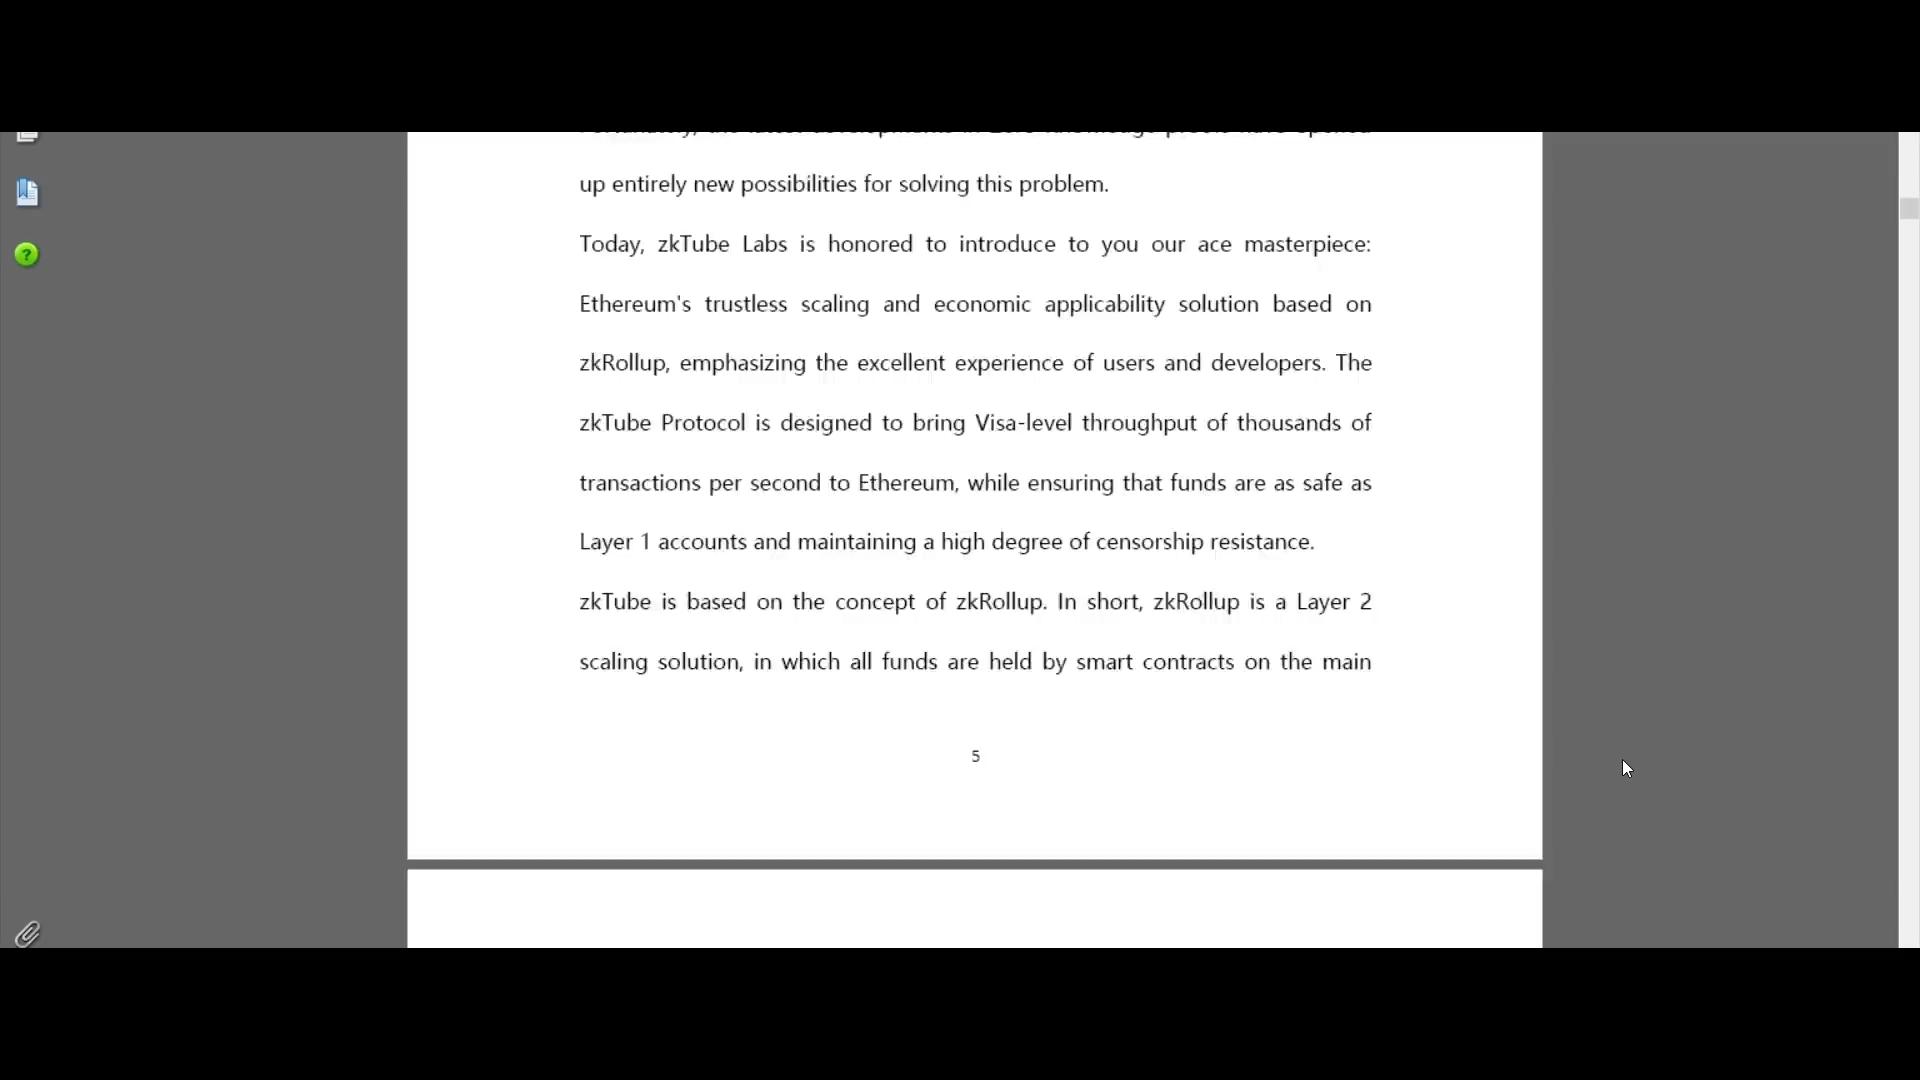 up entirely new possibilities for solving this problem.
Today, zkTube Labs is honored to introduce to you our ace masterpiece:
Ethereum's trustless scaling and economic applicability solution based on
zkRollup, emphasizing the excellent experience of users and developers. The
zkTube Protocol is designed to bring Visa-level throughput of thousands of
transactions per second to Ethereum, while ensuring that funds are as safe as
Layer 1 accounts and maintaining a high degree of censorship resistance.
zkTube is based on the concept of zkRollup. In short, zkRollup is a Layer 2
scaling solution, in which all funds are held by smart contracts on the main
5